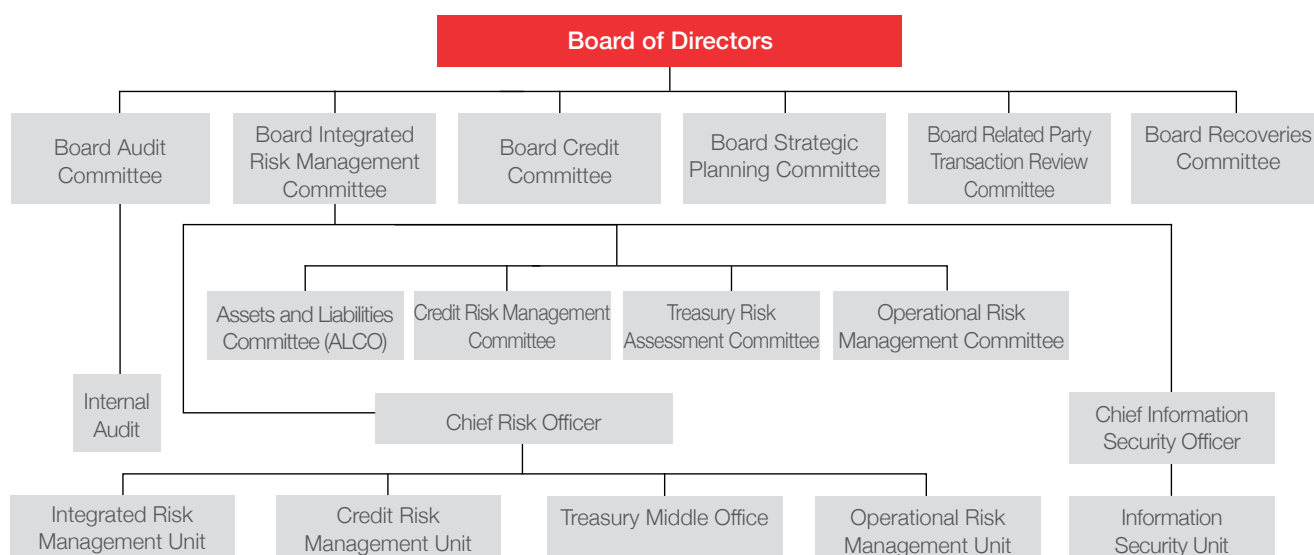 Board of Directors
Board Audit
Committee
Board Integrated
Risk Management
Committee
Board Credit
Committee
Board Strategic
Planning Committee
Board Related Party
Transaction Review
Committee
Board Recoveries
Committee
Assets and Liabilities
Committee (ALCO)
Credit Risk Management
Committee
Treasury Risk
Assessment Committee
Operational Risk
Management Committee
Internal
Audit
Chief Risk Officer
Chief Information
Security Officer
Integrated Risk
Management Unit
Credit Risk
Management Unit
Treasury Middle Office
Operational Risk
Management Unit
Information
Security Unit